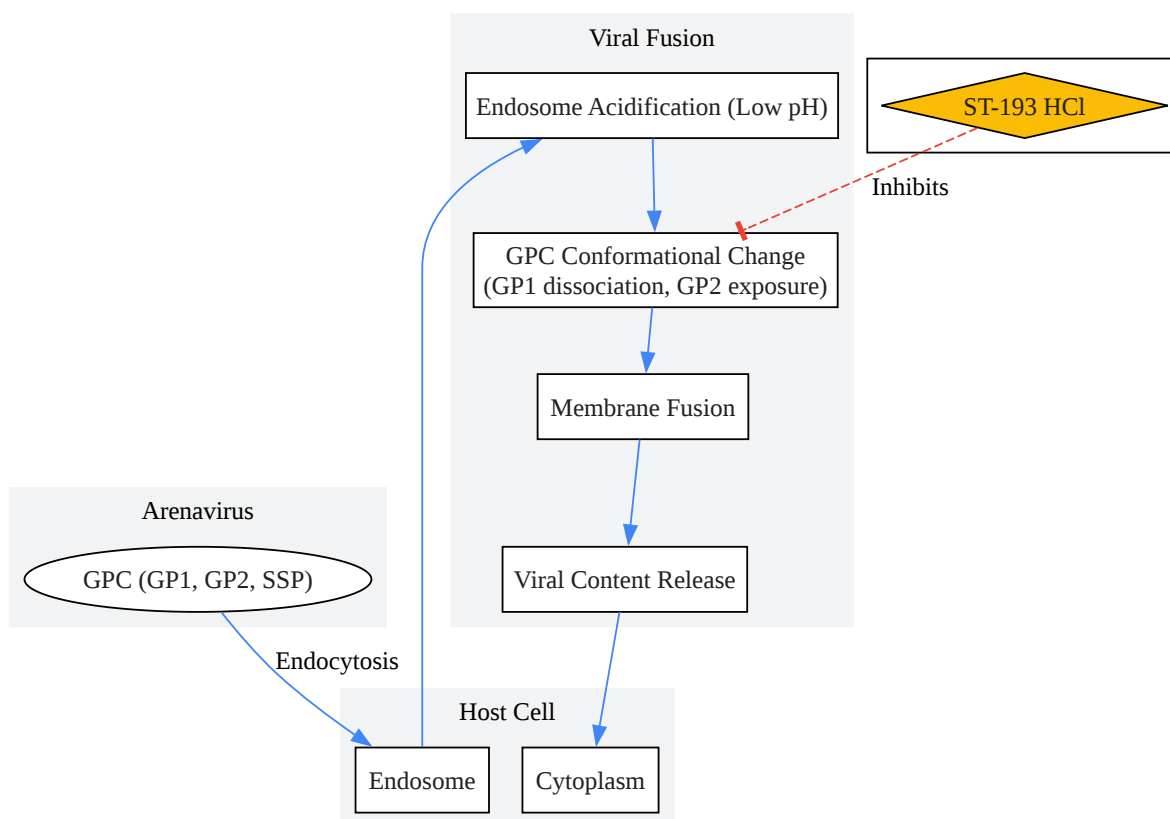 Viral Fusion
Endosome Acidification (Low pH)
ST-193 HCl
Inhibits
GPC Conformational Change
(GP1 dissociation, GP2 exposure)
Membrane Fusion
Arenavirus
GPC (GP1, GP2, SSP)
Viral Content Release
Endocytosis
Host Cell
Endosome
Cytoplasm